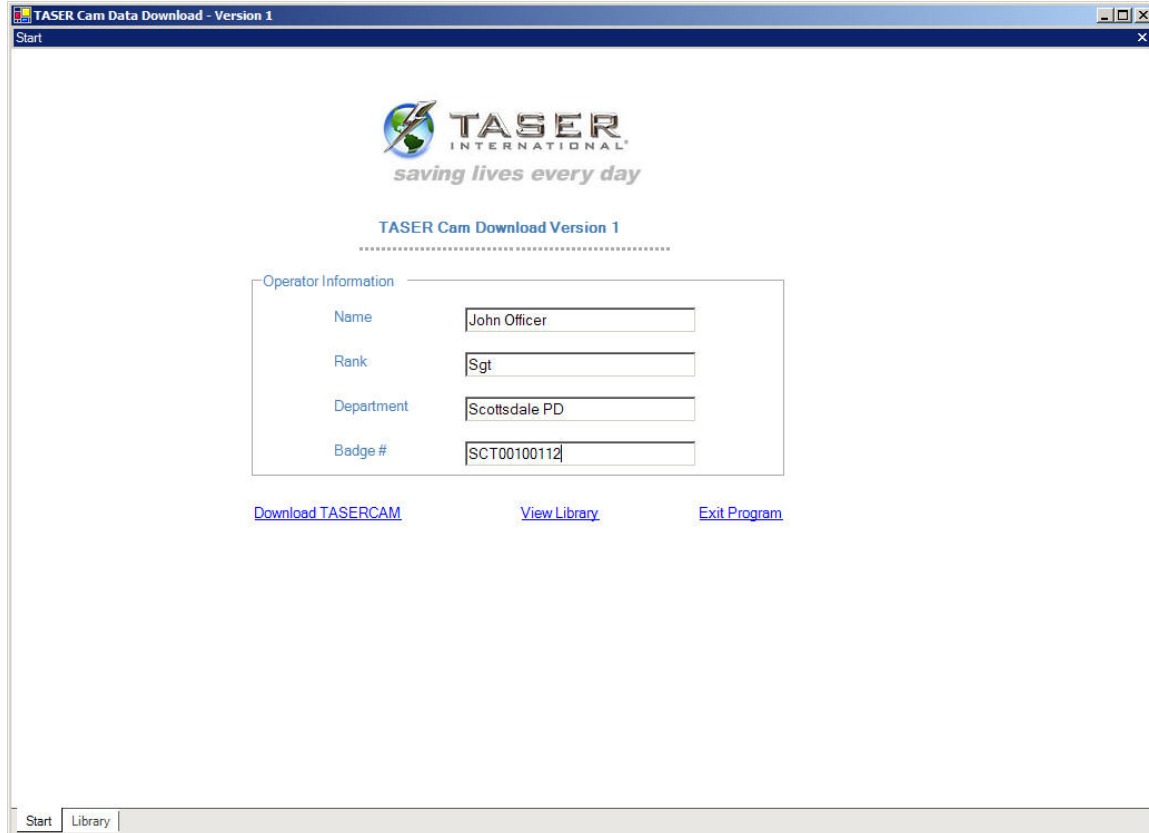 TASER Cam Data Download - Version 1
Start
TASER
INTERNATIONAL®
saving lives every day
TASER Cam Download Version 1
Operator Information
Name John Officer
Rank Sgt
Department Scottsdale PD
Badge # SCT00100112
Download TASERCAM View Library Exit Program
Start Library